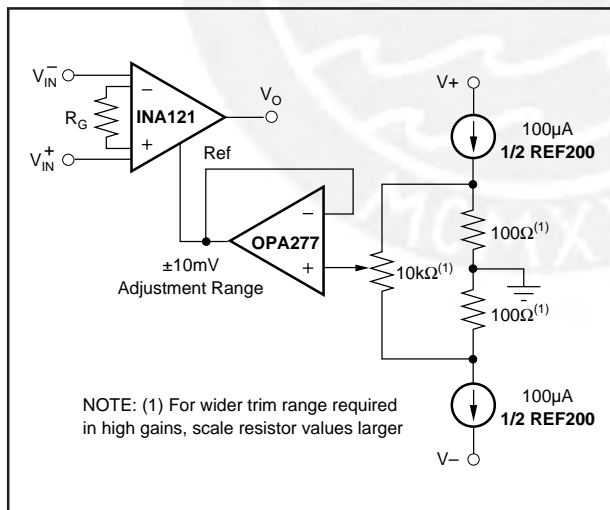 V+
V⁻IN
INA121
VO
RG
100µA
1/2 REF200
V⁺IN
Ref
100Ω(1)
OPA277
10kΩ(1)
±10mV
Adjustment Range
100Ω(1)
NOTE: (1) For wider trim range required
in high gains, scale resistor values larger
100µA
1/2 REF200
V–